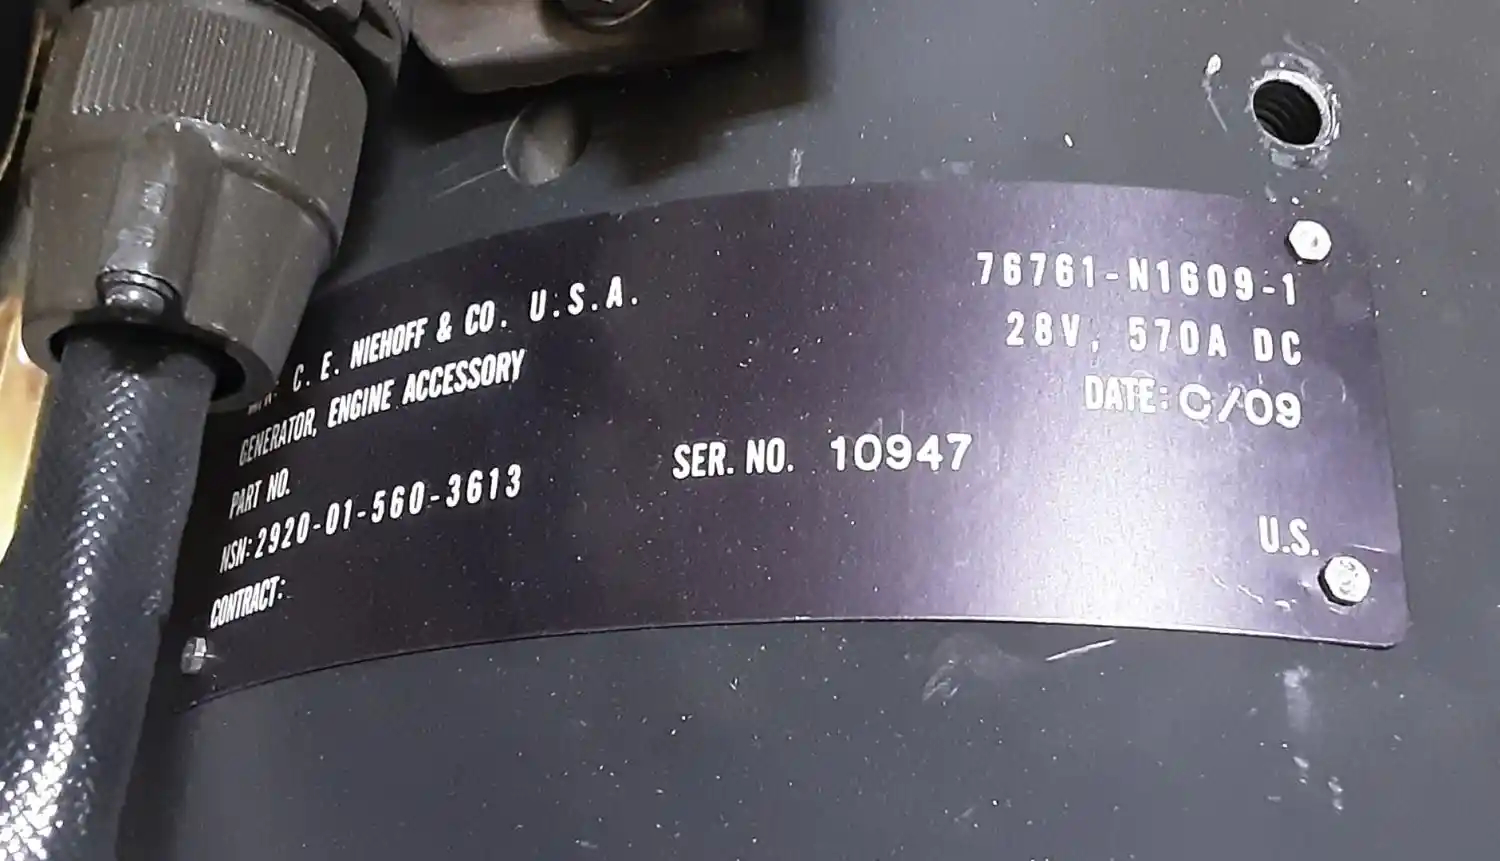 C. E. NIEHOFF & CO. U.S.A.
76761-N1609-1
GENERATOR, ENGINE ACCESSORY
28V, 570A DC
PART NO.
DATE: C/09
NSN: 2920-01-560-3613
SER. NO. 10947
CONTRACT:
U.S.